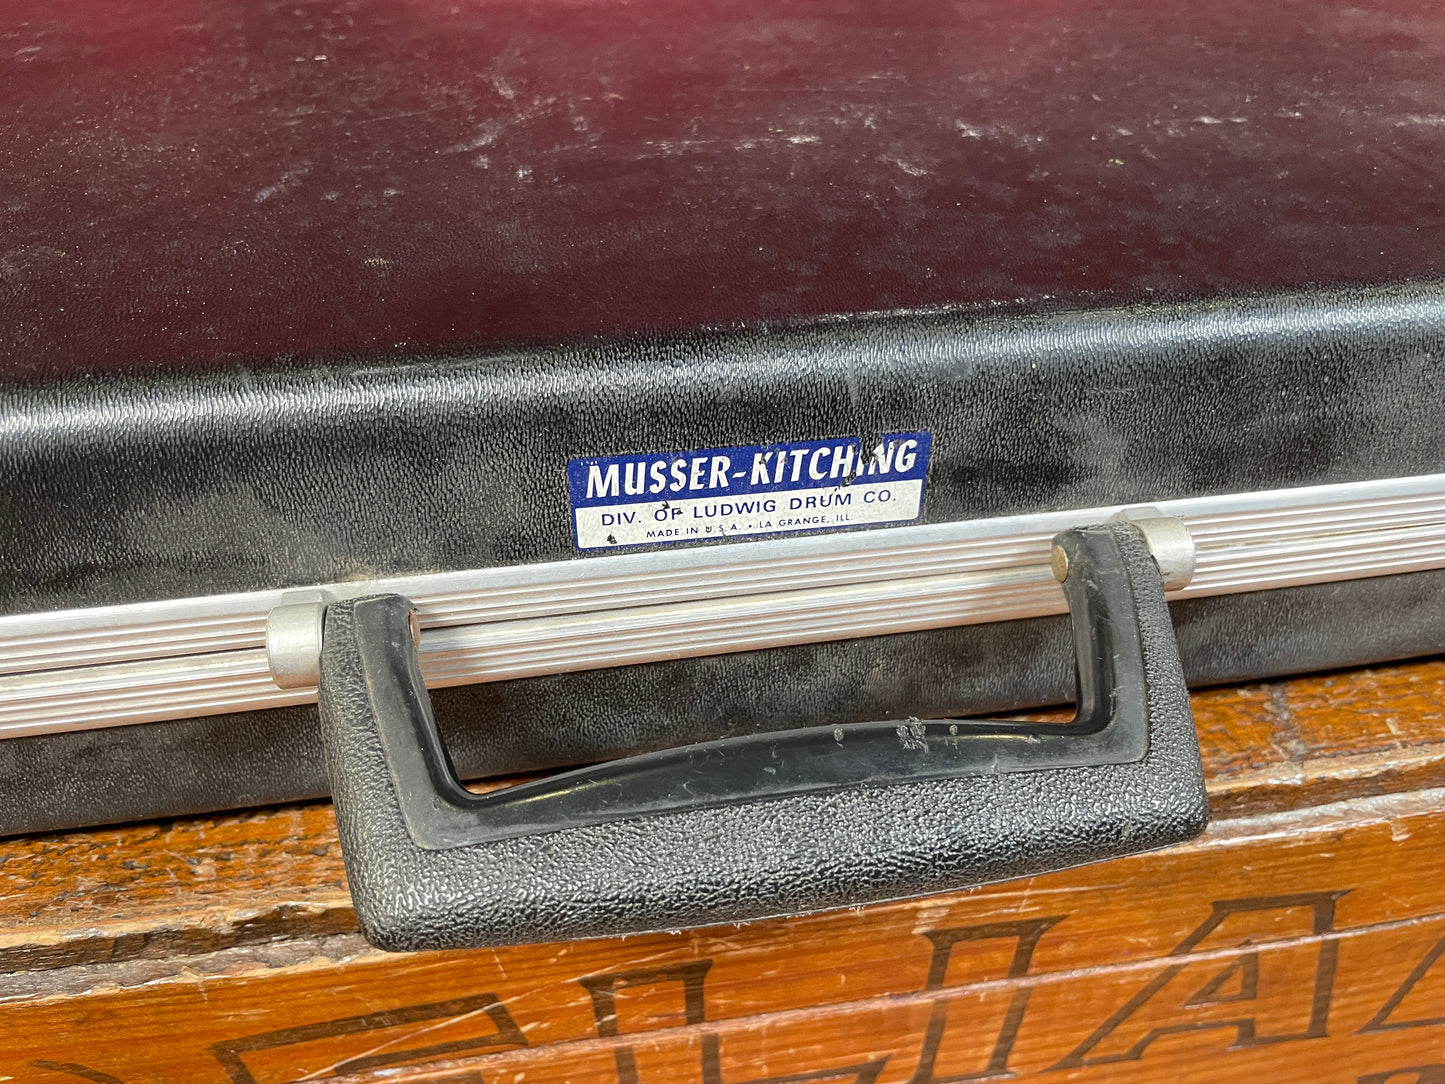 MUSSER-KITCHING
DIV. OF LUDWIG DRUM CO.
MADE IN U.S.A. • LA GRANGE, ILL.